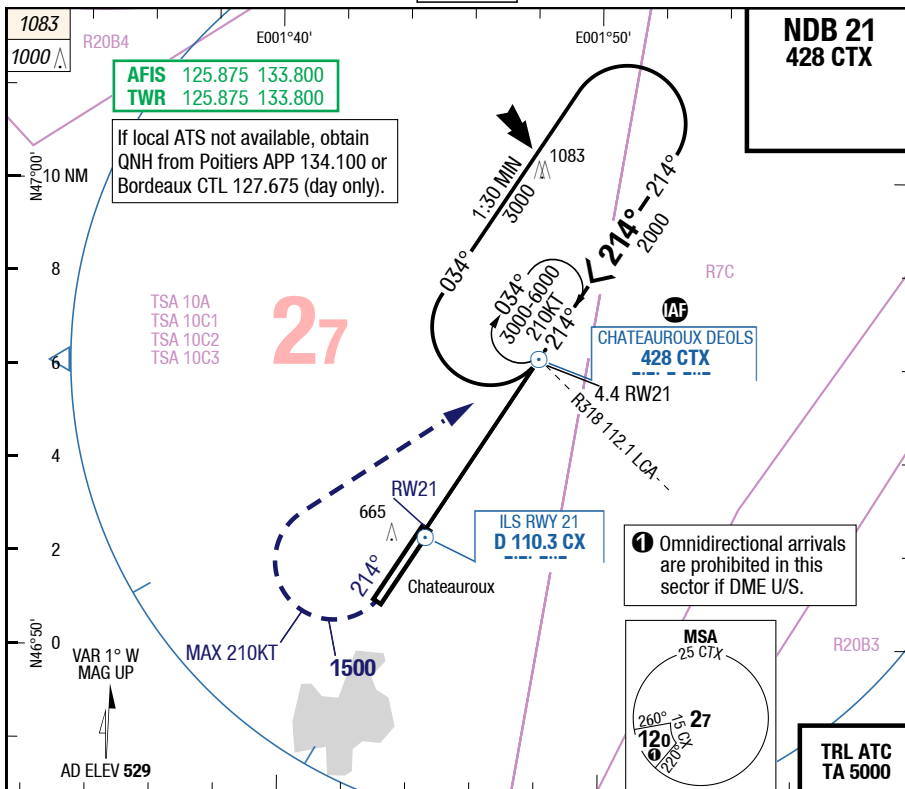 1083
1000
R20B4
E001°40'
E001°50'
NDB 21
428 CTX
AFIS 125.875 133.800
TWR 125.875 133.800
If local ATS not available, obtain
QNH from Poitiers APP 134.100 or
Bordeaux CTL 127.675 (day only).
N47°00'
10 NM
1083
1:30 MIN
3000
214°
214°
2000
034°
8
R7C
034°
3000-6000
210KT
214°
TSA 10A
TSA 10C1
TSA 10C2
TSA 10C3
27
IAF
CHATEAUROUX DEOLS
428 CTX
6
4.4 RW21
R318 112.1 LCA
4
RW21
665
ILS RWY 21
D 110.3 CX
2
214°
Chateauroux
1 Omnidirectional arrivals
are prohibited in this
sector if DME U/S.
N46°50'
0
MAX 210KT
1500
R20B3
VAR 1° W
MAG UP
AD ELEV 529
MSA
25 CTX
260°
15 CX
27
120
1
220°
TRL ATC
TA 5000